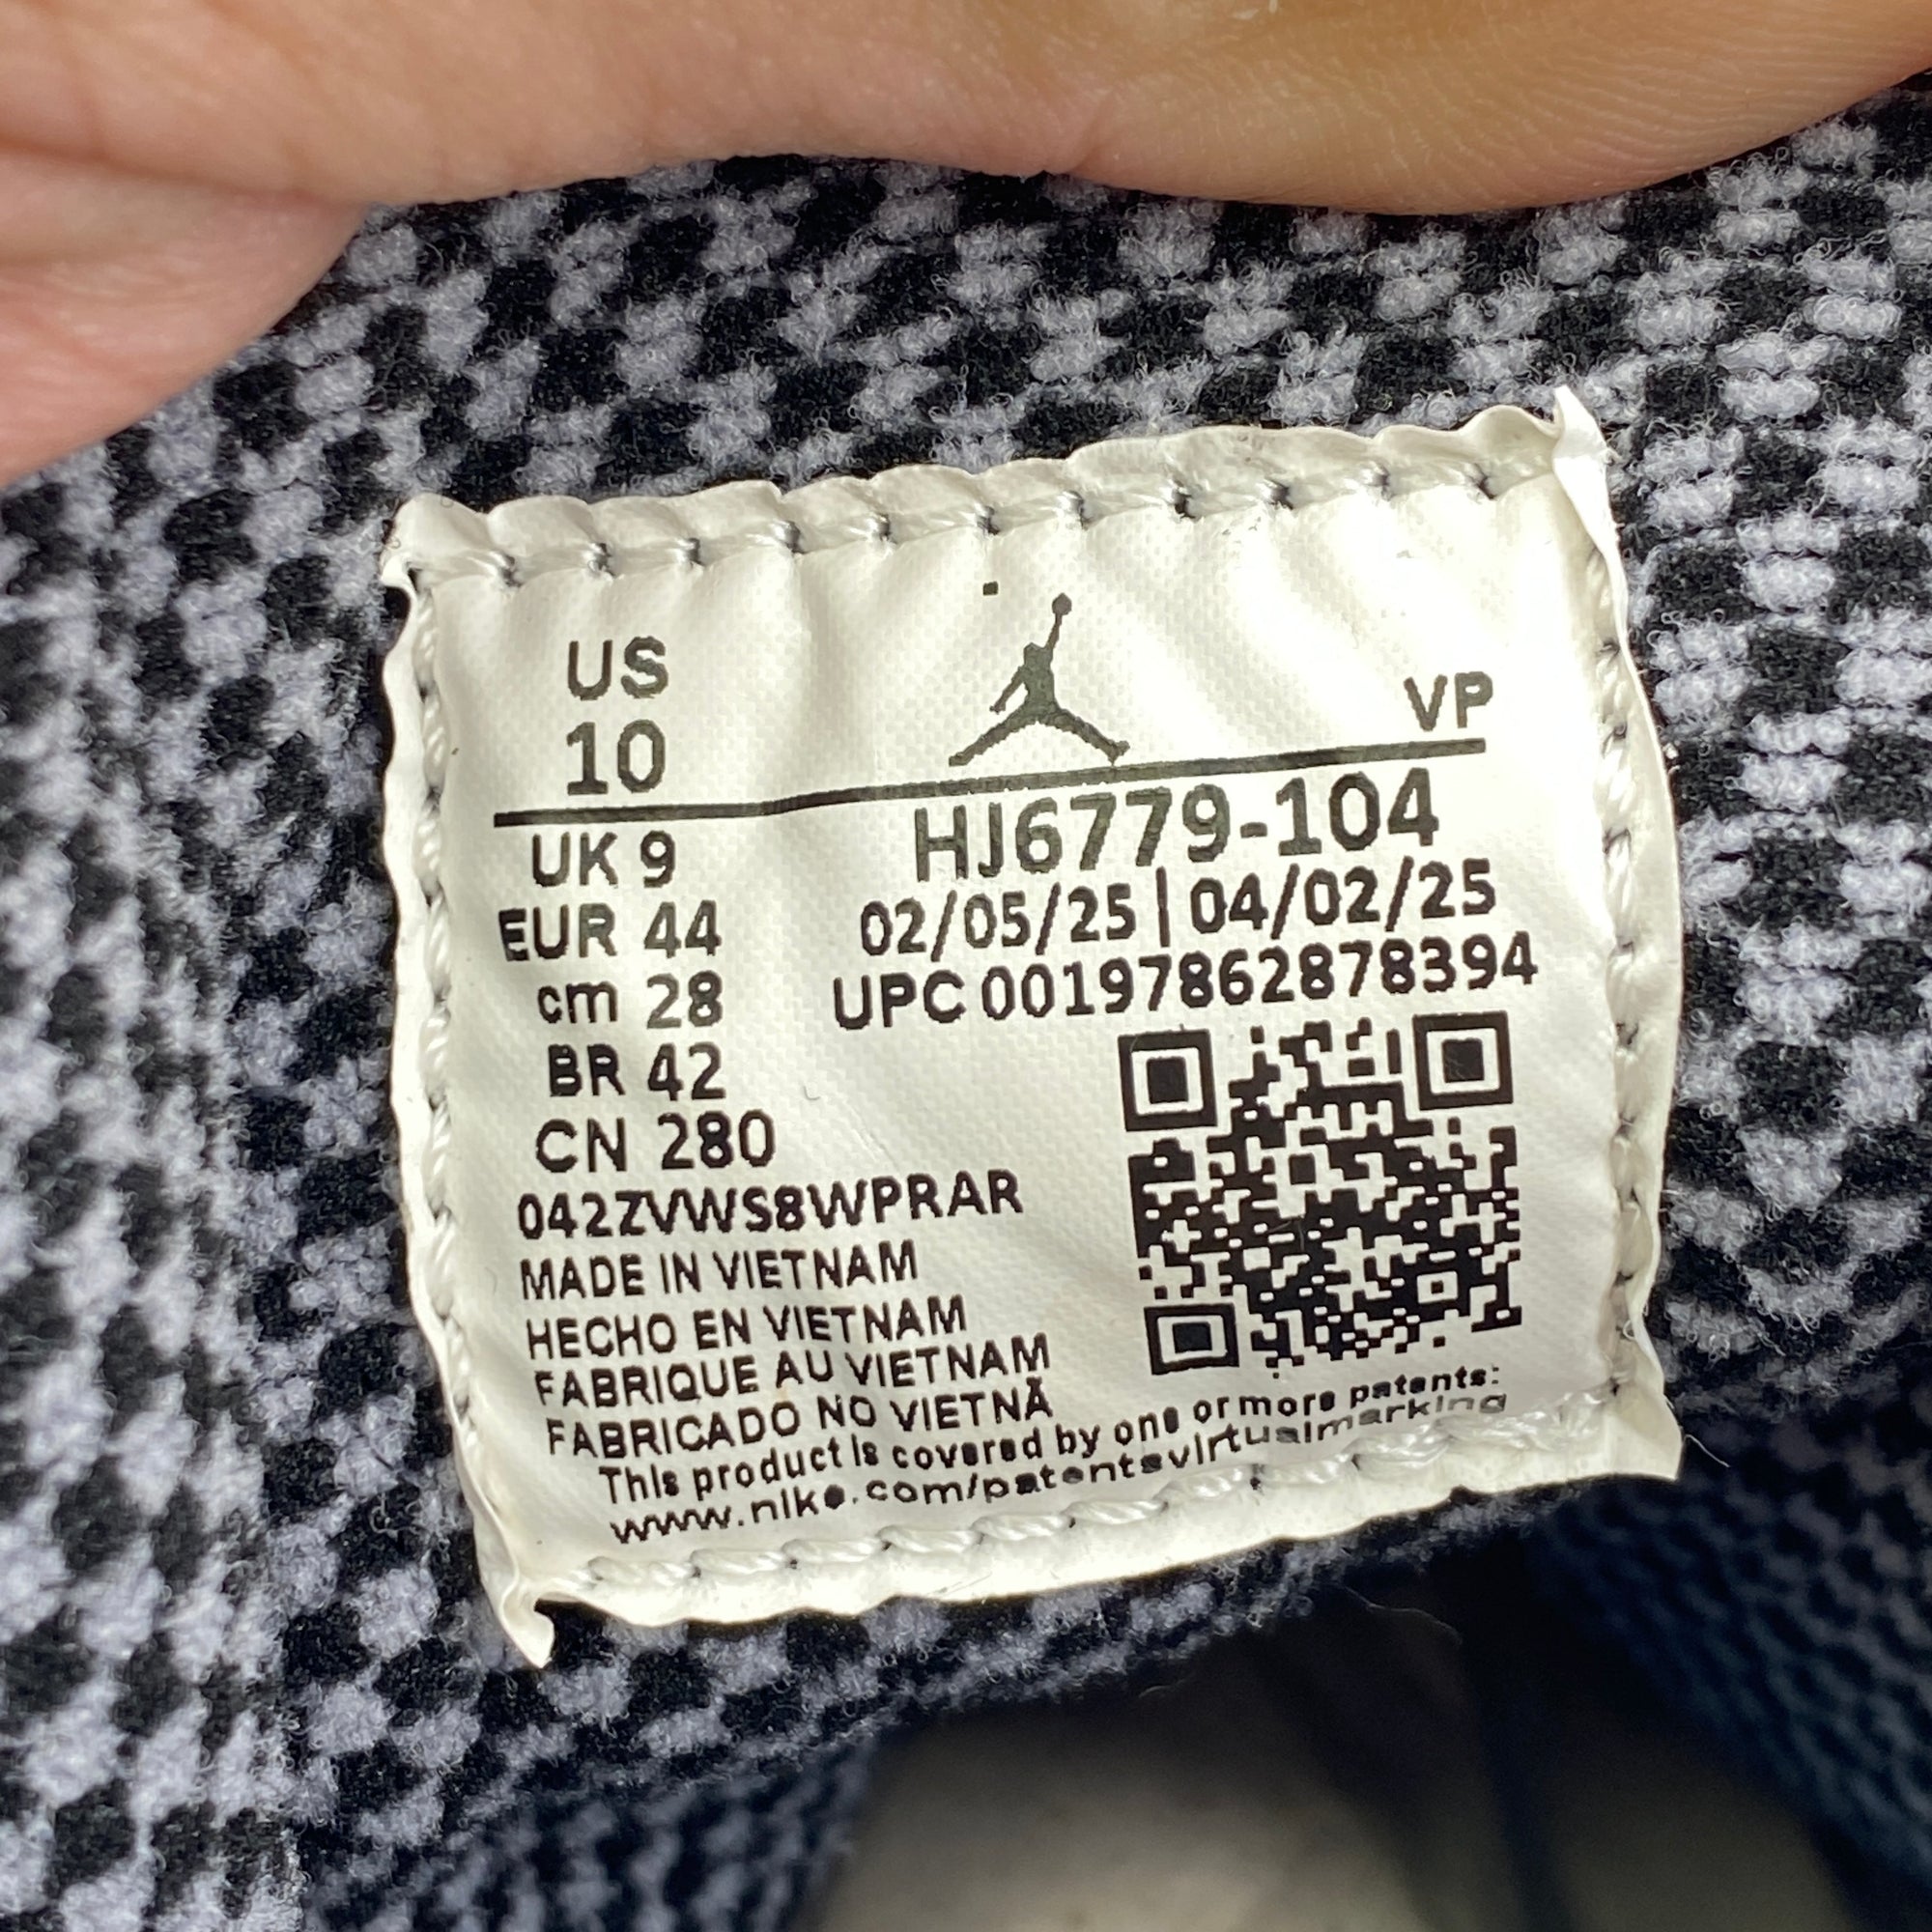 US
10
VP
HJ6779-104
02/05/25 | 04/02/25
UPC 00197862878394
UK 9
EUR 44
cm 28
BR 42
CN 280
042ZVWS8WPRAR
MADE IN VIETNAM
HECHO EN VIETNAM
FABRIQUE AU VIETNAM
FABRICADO NO VIETNÃ
This product is covered by one or more patents:
www.nike.com/patentsvirtualmarking